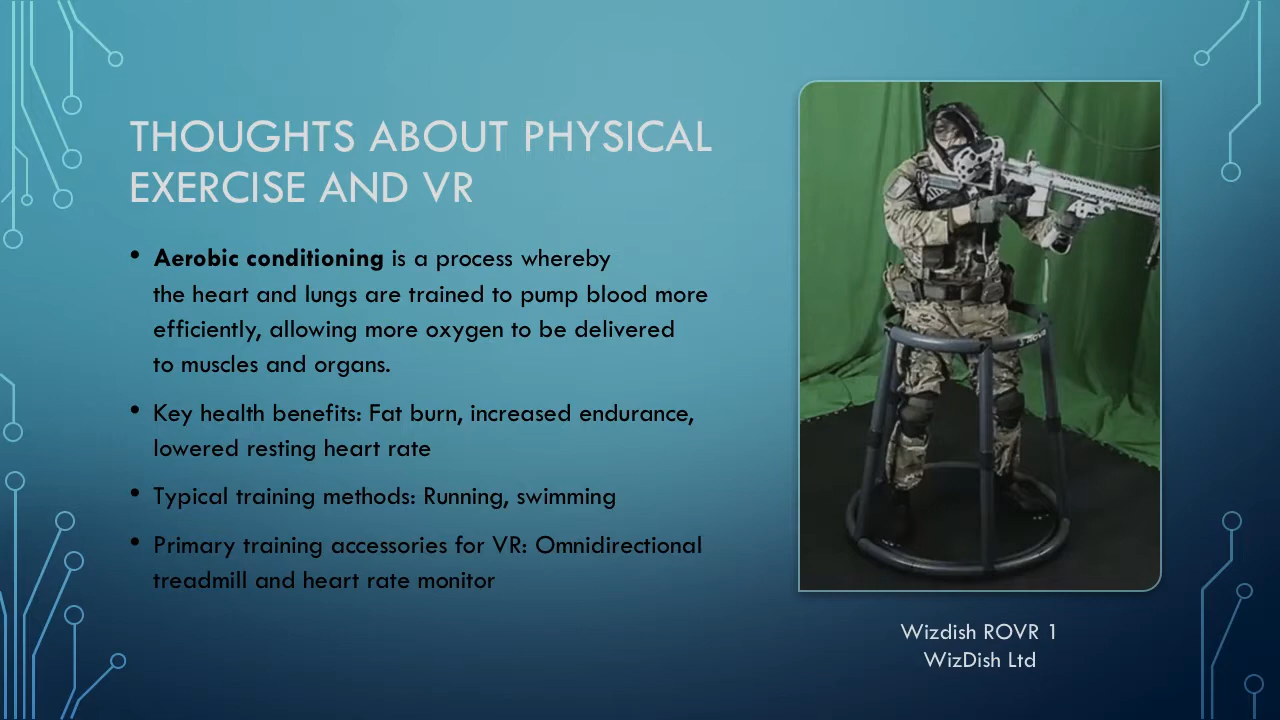 THOUGHTS ABOUT PHYSICAL
EXERCISE AND VR
• Aerobic conditioning is a process whereby
the heart and lungs are trained to pump blood more
efficiently, allowing more oxygen to be delivered
to muscles and organs.
• Key health benefits: Fat burn, increased endurance,
lowered resting heart rate
• Typical training methods: Running, swimming
• Primary training accessories for VR: Omnidirectional
treadmill and heart rate monitor
Wizdish ROVR 1
WizDish Ltd